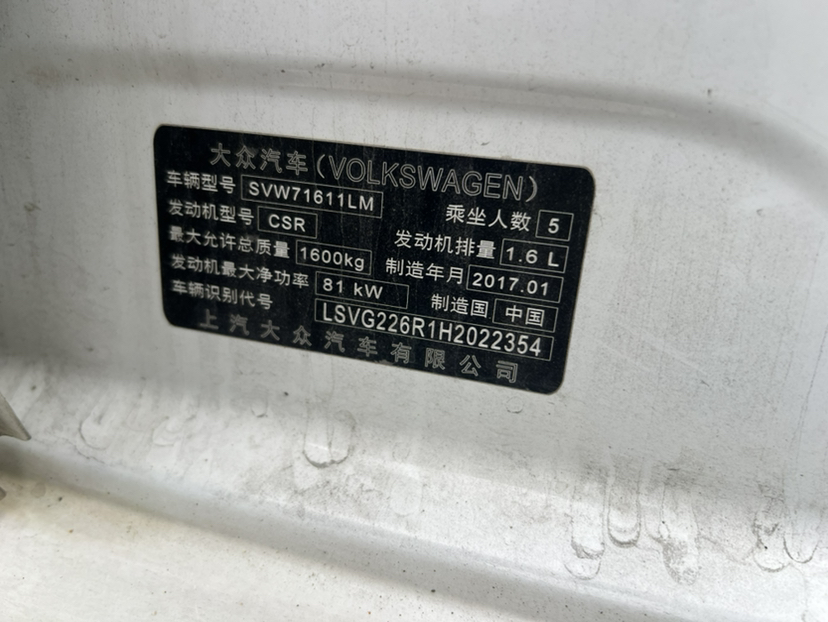 大众汽车(VOLKSWAGEN)
车辆型号 SVW71611LM 乘坐人数 5
发动机型号 CSR 发动机排量 1.6 L
最大允许总质量 1600kg 制造年月 2017.01
发动机最大净功率 81 kW 制造国 中国
车辆识别代号 LSVG226R1H2022354
上汽大众汽车有限公司